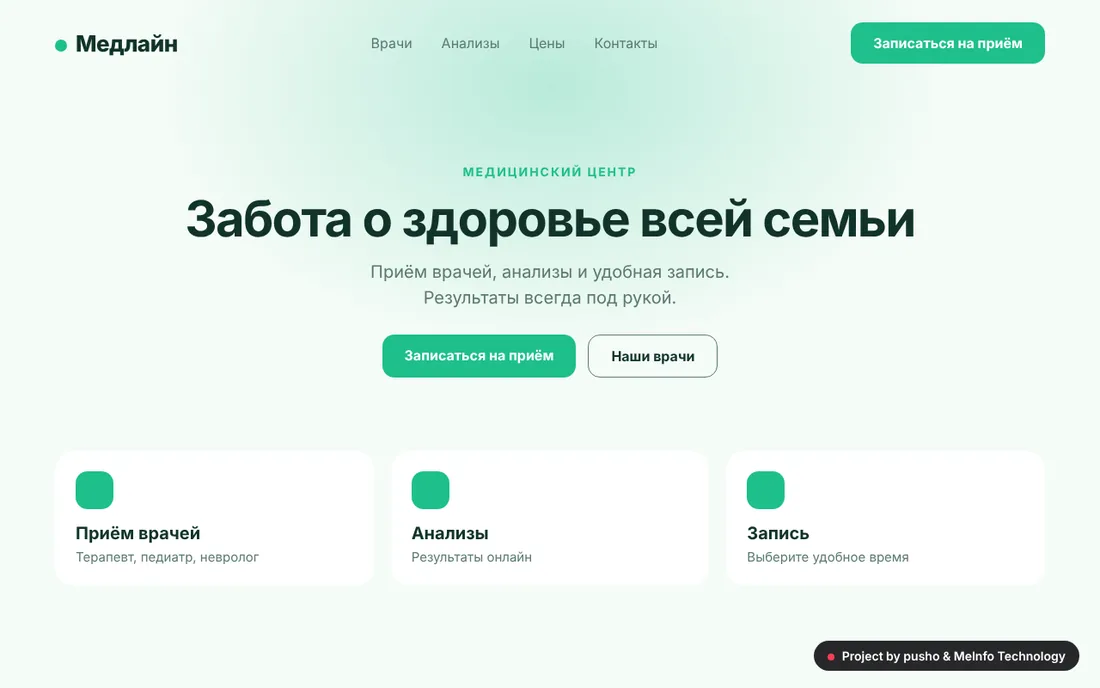 Медлайн
Врачи
Анализы
Цены
Контакты
Записаться на приём
МЕДИЦИНСКИЙ ЦЕНТР
Забота о здоровье всей семьи
Приём врачей, анализы и удобная запись.
Результаты всегда под рукой.
Записаться на приём
Наши врачи
Приём врачей
Терапевт, педиатр, невролог
Анализы
Результаты онлайн
Запись
Выберите удобное время
Project by pusho & MeInfo Technology